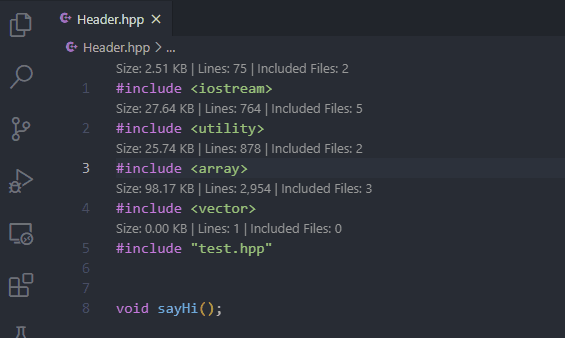 Header.hpp ×
Header.hpp > ...
Size: 2.51 KB | Lines: 75 | Included Files: 2
1 #include <iostream>
Size: 27.64 KB | Lines: 764 | Included Files: 5
2 #include <utility>
Size: 25.74 KB | Lines: 878 | Included Files: 2
3 #include <array>
Size: 98.17 KB | Lines: 2,954 | Included Files: 3
4 #include <vector>
Size: 0.00 KB | Lines: 1 | Included Files: 0
5 #include "test.hpp"
6
7
8 void sayHi();